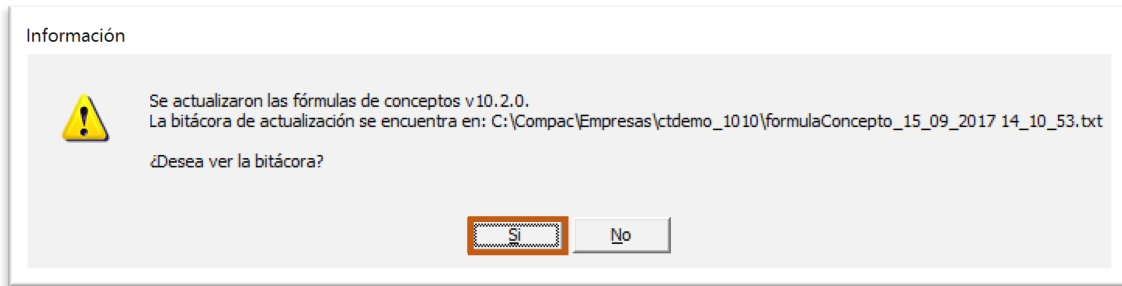 Información
Se actualizaron las fórmulas de conceptos v10.2.0.
La bitácora de actualización se encuentra en: C:\Compac\Empresas\ctdemo_1010\formulaConcepto_15_09_2017 14_10_53.txt
¿Desea ver la bitácora?
Si
No